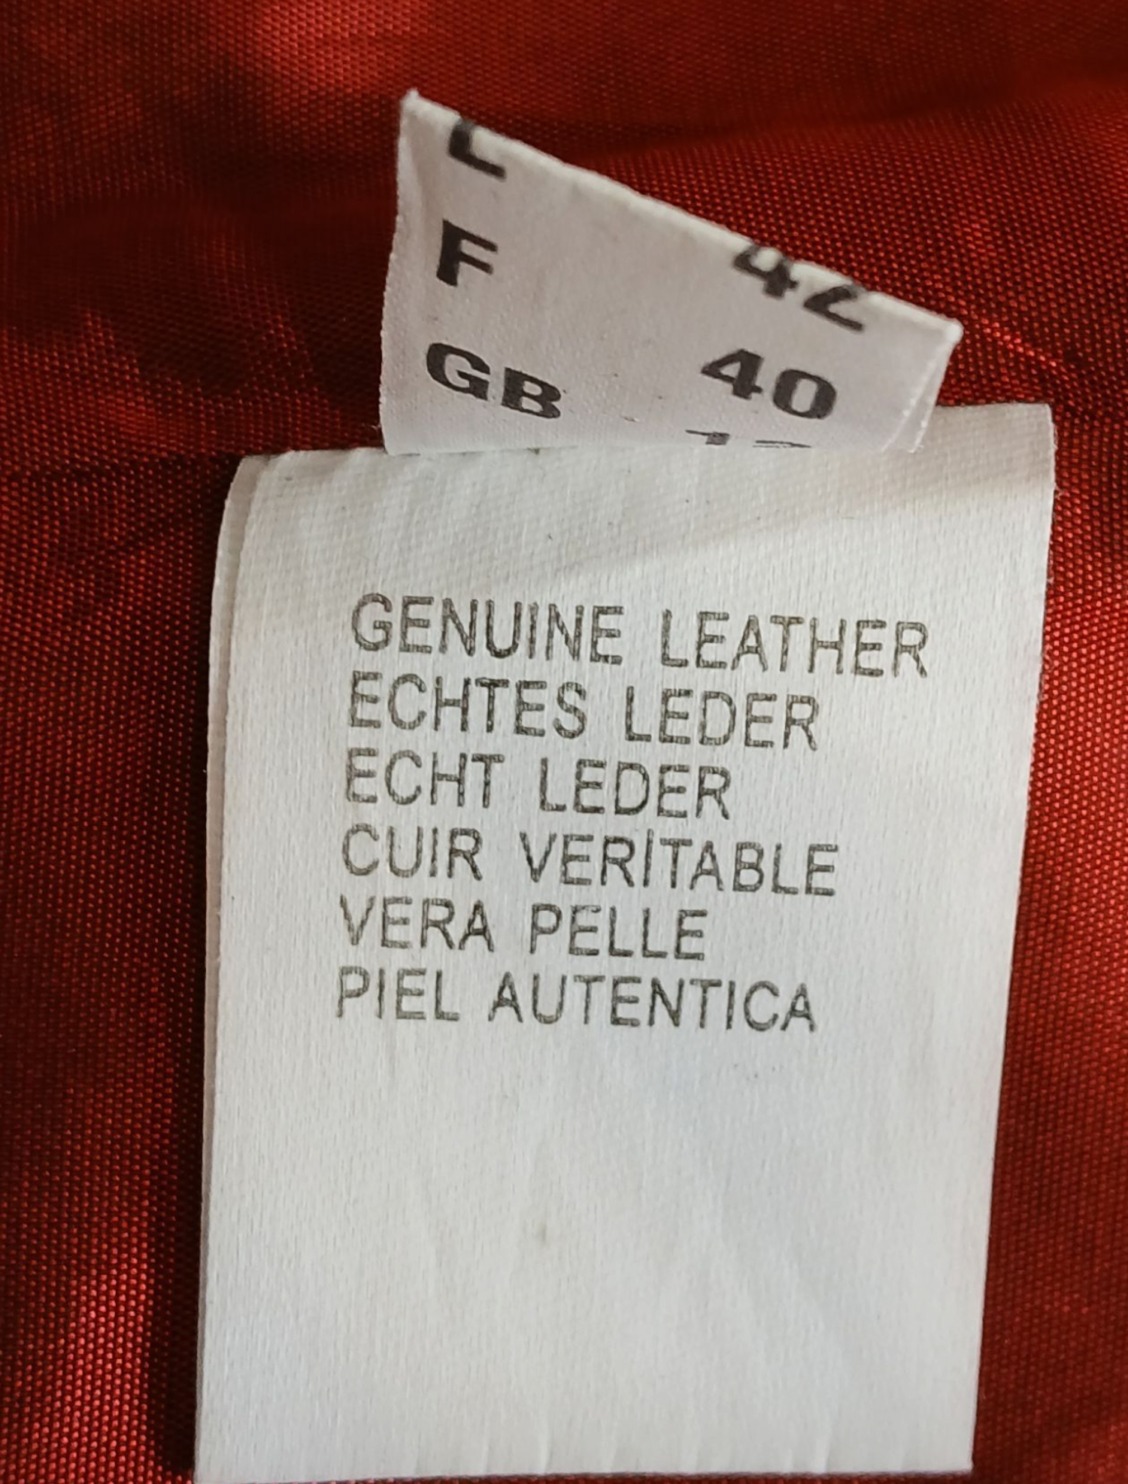 42
F 40
GB
GENUINE LEATHER
ECHTES LEDER
ECHT LEDER
CUIR VERİTABLE
VERA PELLE
PIEL AUTENTICA